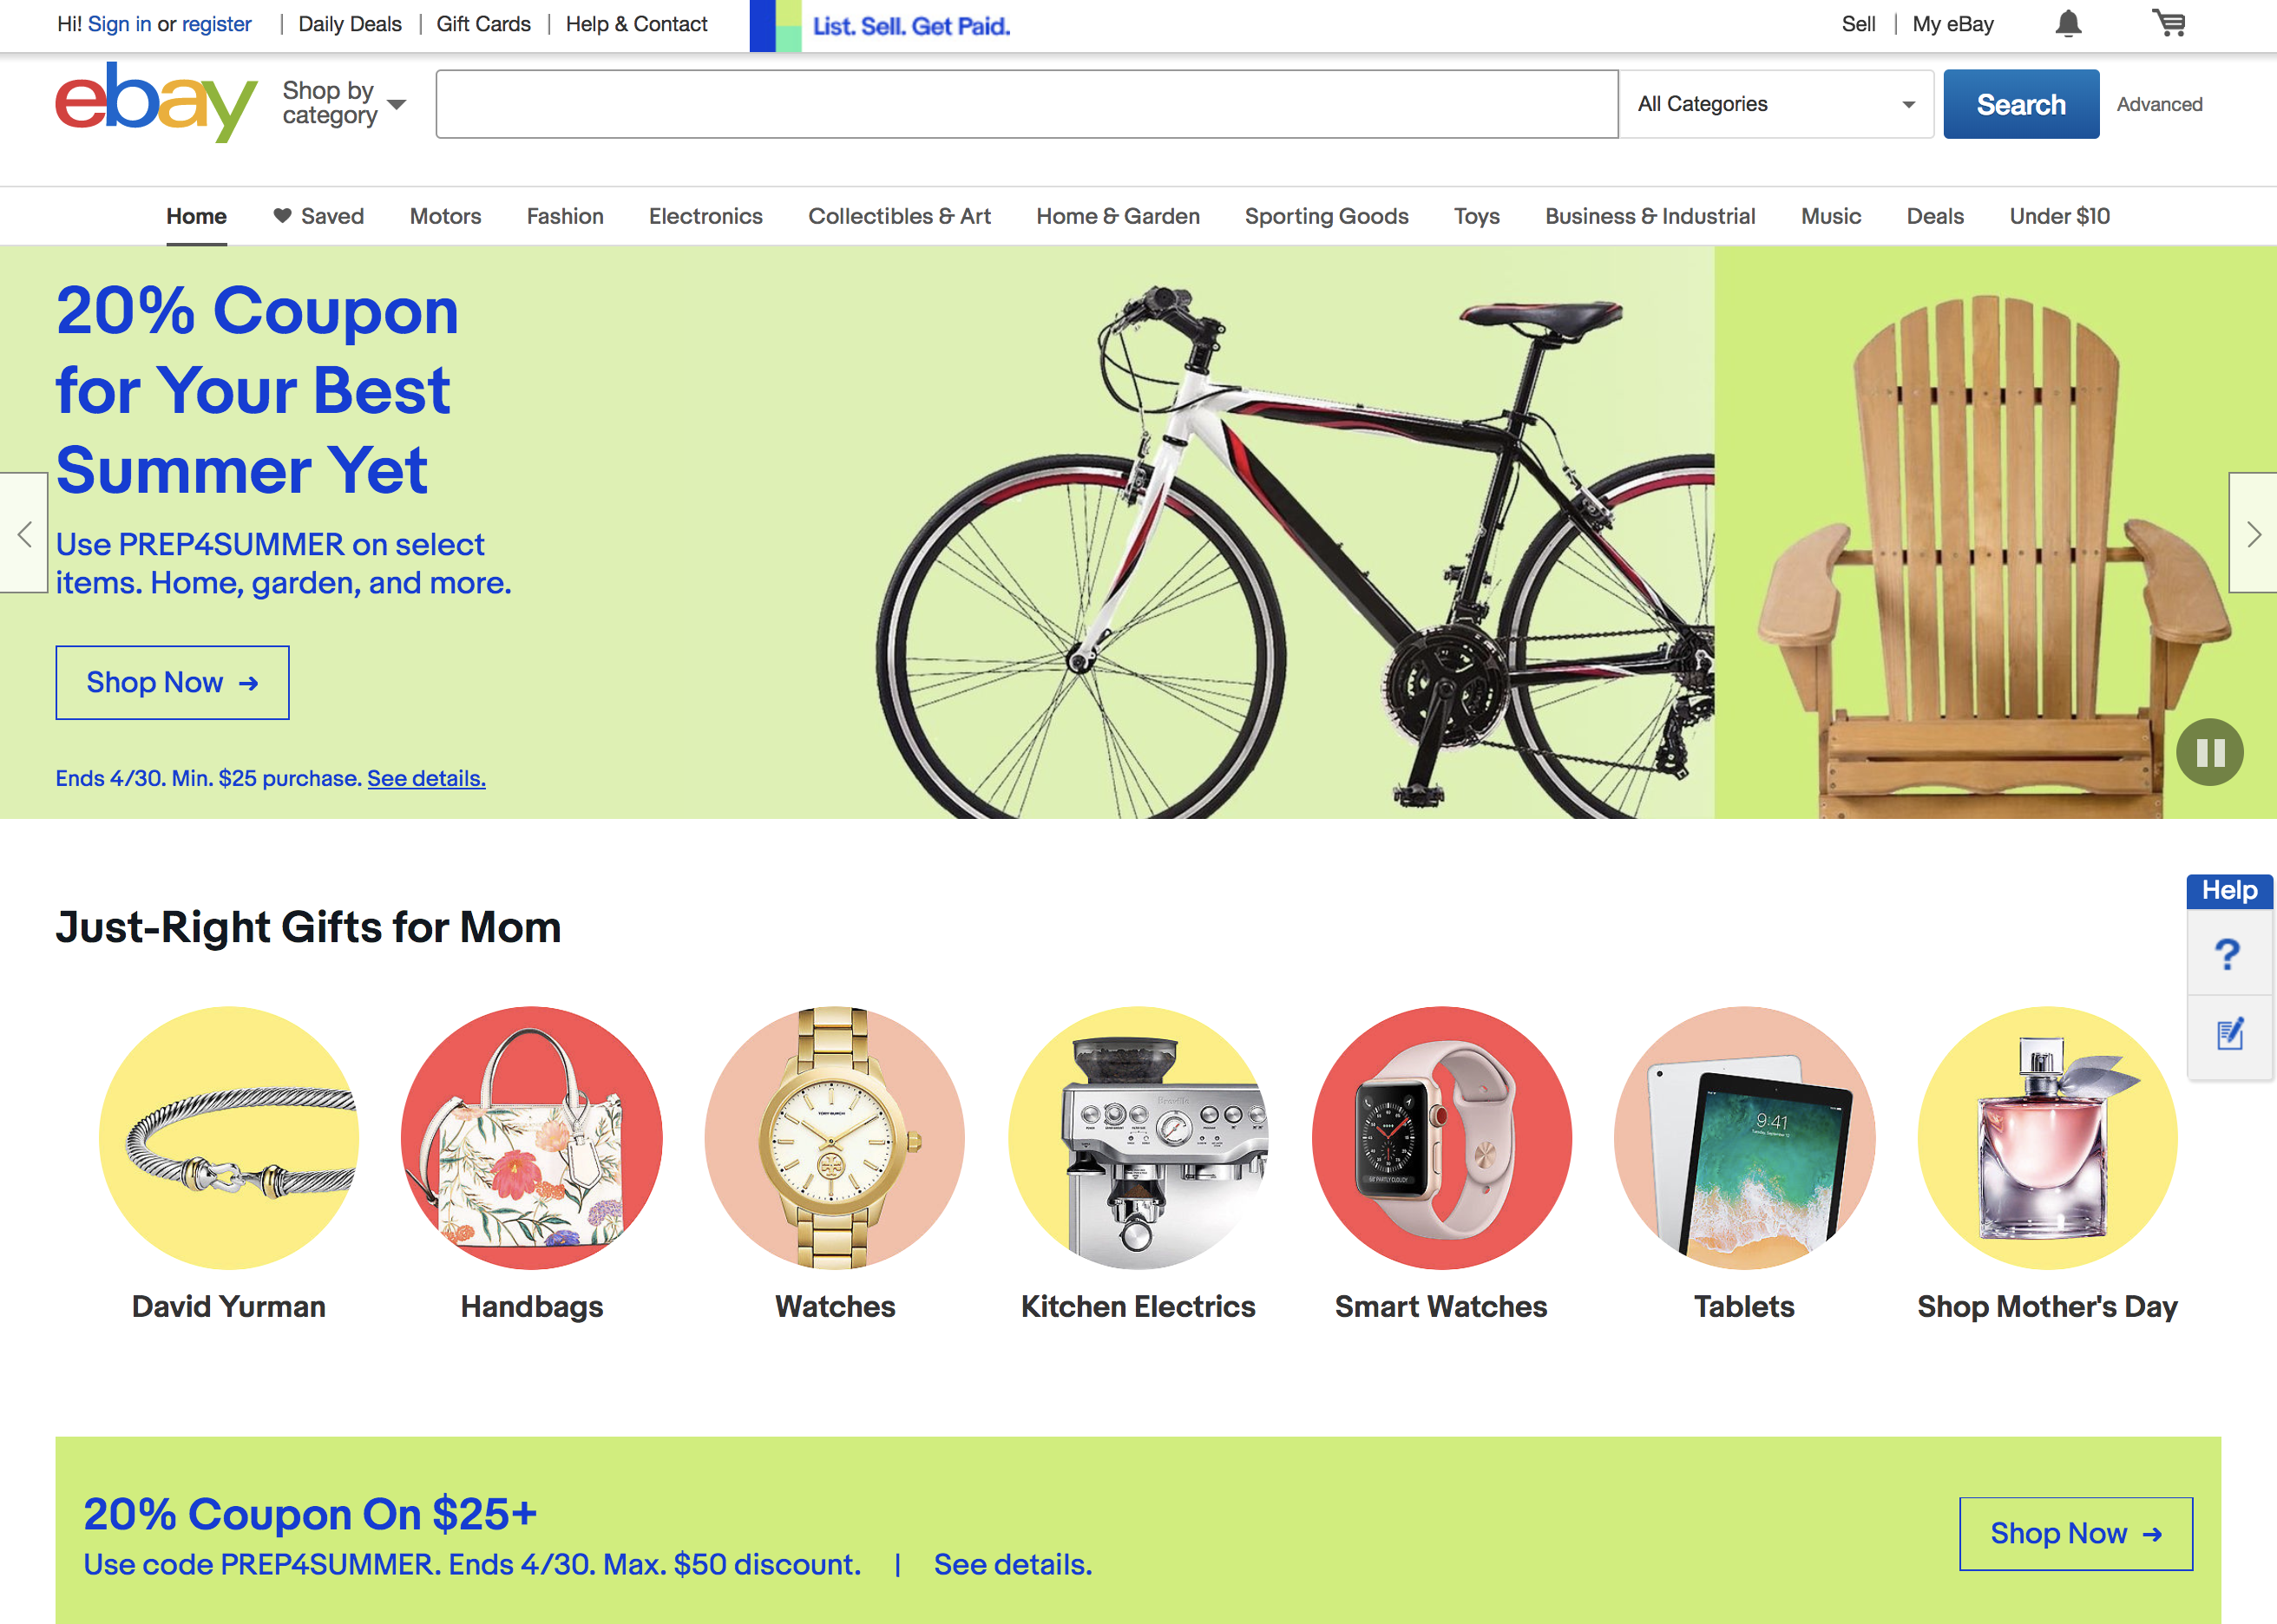 Hi! Sign in or register | Daily Deals | Gift Cards | Help & Contact
List. Sell. Get Paid.
Sell | My eBay
ebay
Shop by
category
All Categories
Search
Advanced
Home
Saved
Motors
Fashion
Electronics
Collectibles & Art
Home & Garden
Sporting Goods
Toys
Business & Industrial
Music
Deals
Under $10
20% Coupon
for Your Best
Summer Yet
Use PREP4SUMMER on select
items. Home, garden, and more.
Shop Now →
Ends 4/30. Min. $25 purchase. See details.
Help
?
Just-Right Gifts for Mom
TORY BURCH
Breville
9:41
David Yurman
Handbags
Watches
Kitchen Electrics
Smart Watches
Tablets
Shop Mother's Day
20% Coupon On $25+
Use code PREP4SUMMER. Ends 4/30. Max. $50 discount. | See details.
Shop Now →